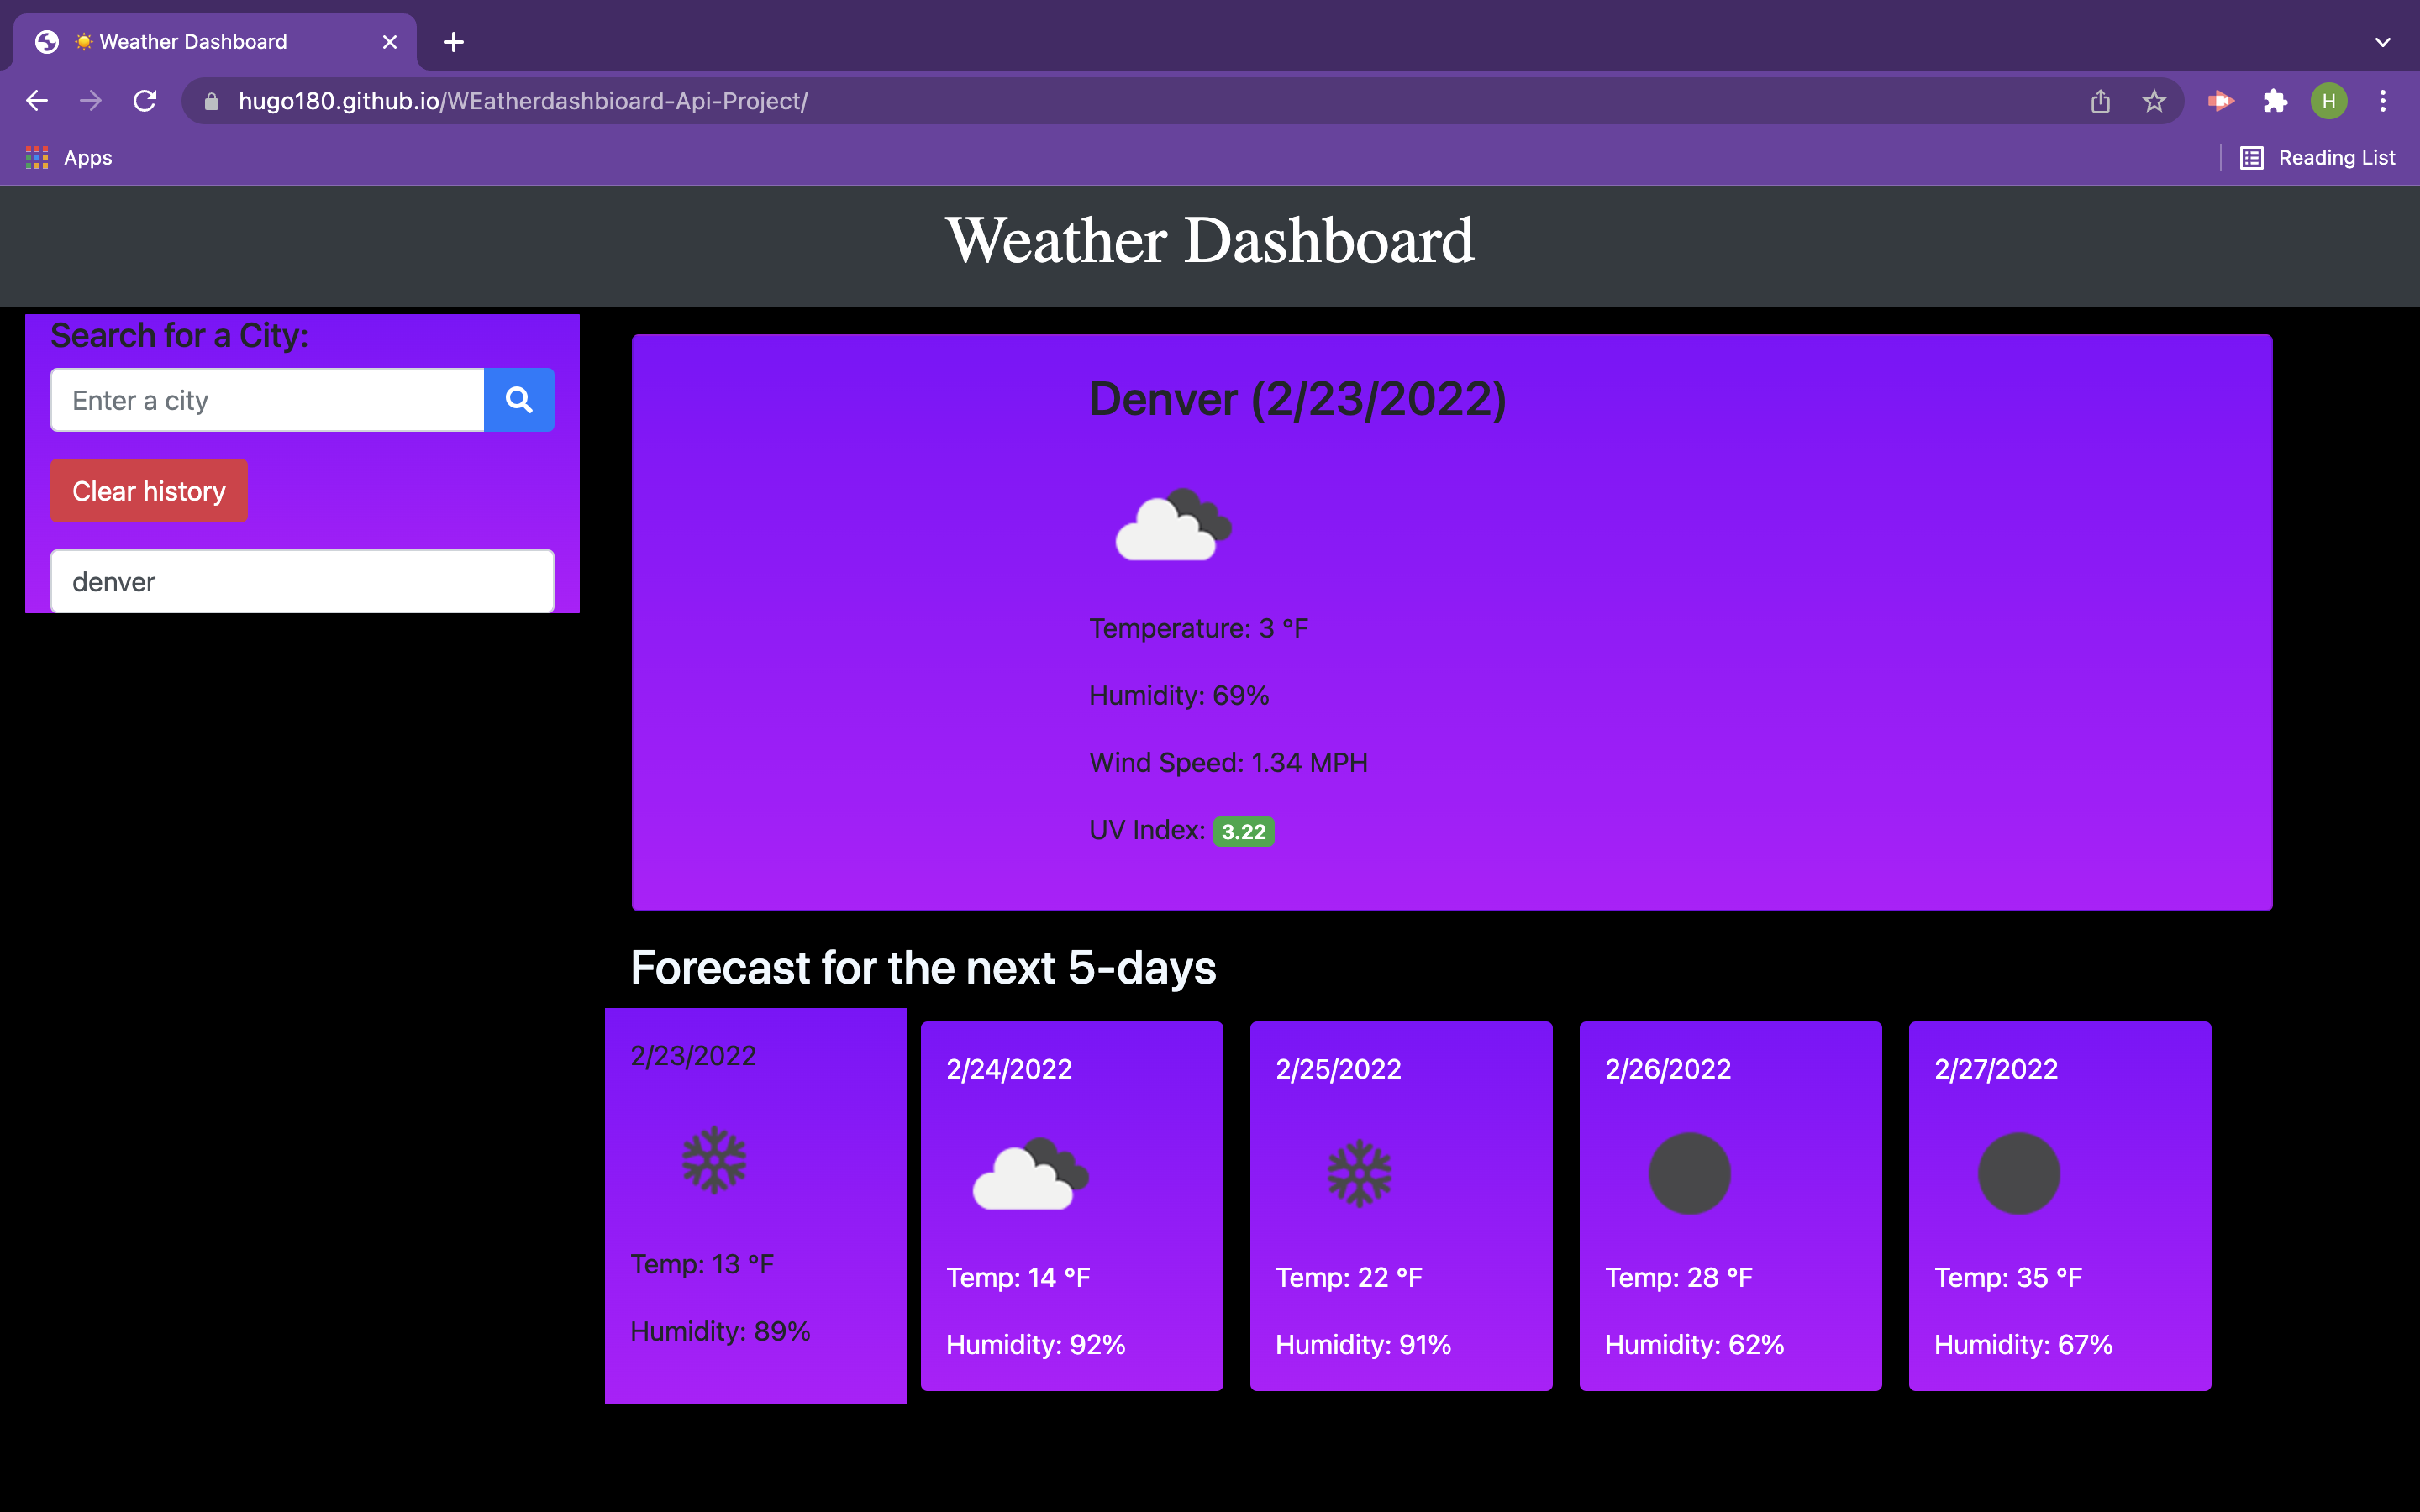 Weather Dashboard
hugo180.github.io/WEatherdashbioard-Api-Project/
H
Apps
Reading List
Weather Dashboard
Search for a City:
Enter a city
Clear history
denver
Denver (2/23/2022)
Temperature: 3 °F
Humidity: 69%
Wind Speed: 1.34 MPH
UV Index: 3.22
Forecast for the next 5-days
2/23/2022
Temp: 13 °F
Humidity: 89%
2/24/2022
Temp: 14 °F
Humidity: 92%
2/25/2022
Temp: 22 °F
Humidity: 91%
2/26/2022
Temp: 28 °F
Humidity: 62%
2/27/2022
Temp: 35 °F
Humidity: 67%